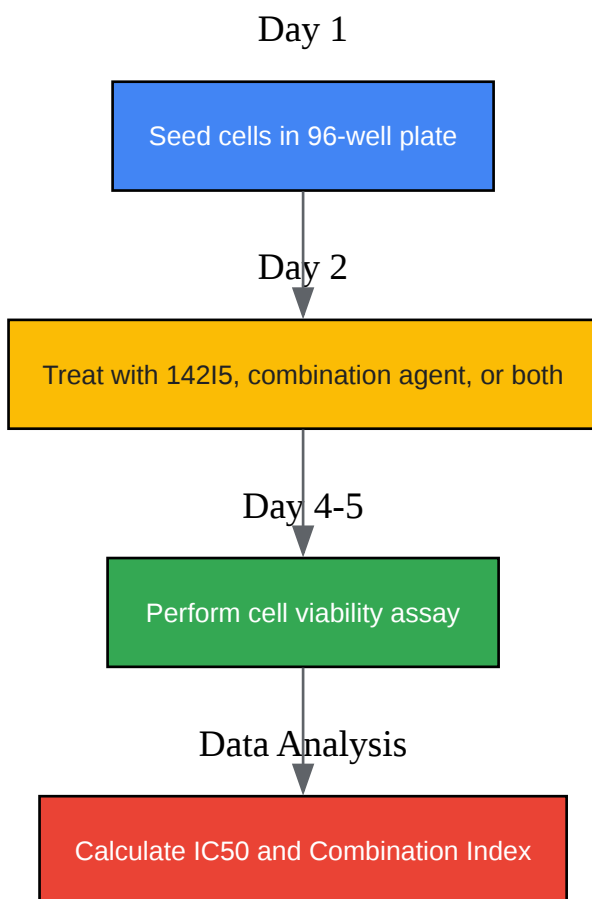 Day 1
Seed cells in 96-well plate
Day 2
Treat with 142I5, combination agent, or both
Day 4-5
Perform cell viability assay
Data Analysis
Calculate IC50 and Combination Index